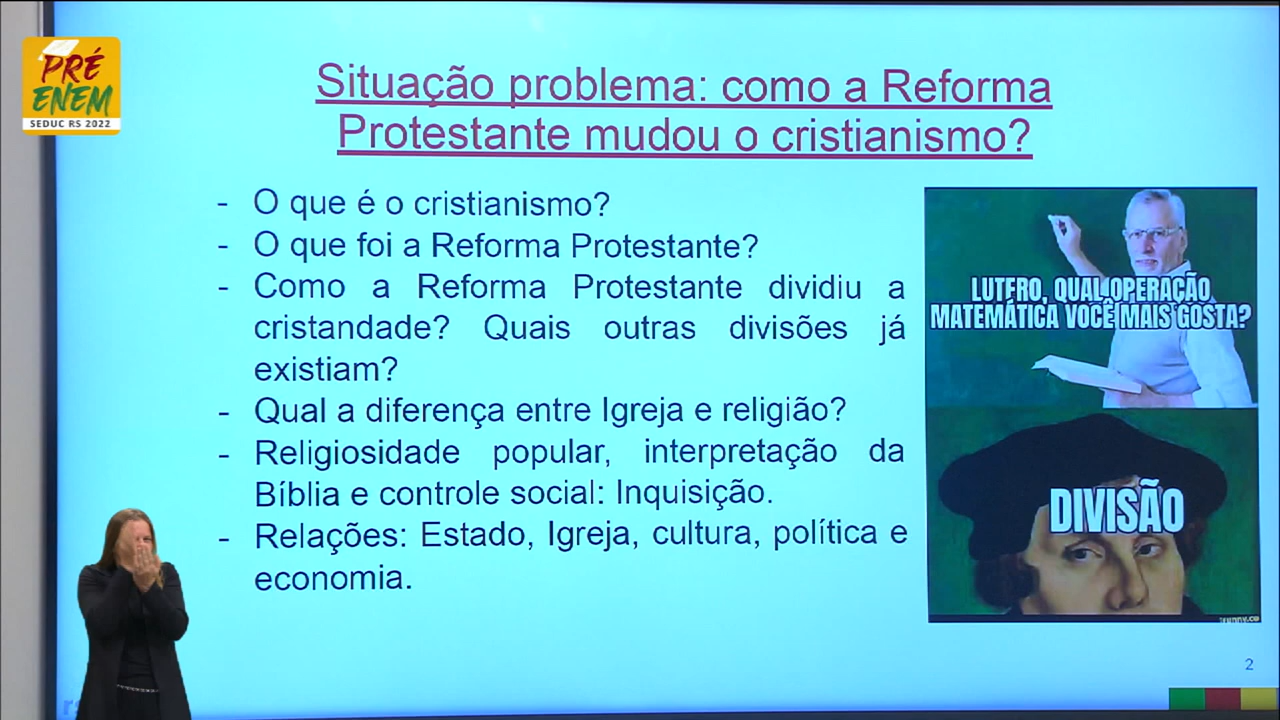 PRÉ
ENEM
SEDUC RS 2022
Situação problema: como a Reforma
Protestante mudou o cristianismo?
- O que é o cristianismo?
- O que foi a Reforma Protestante?
- Como a Reforma Protestante dividiu a
cristandade? Quais outras divisões já
existiam?
- Qual a diferença entre Igreja e religião?
- Religiosidade popular, interpretação da
Bíblia e controle social: Inquisição.
- Relações: Estado, Igreja, cultura, política e
economia.
LUTERO, QUAL OPERAÇÃO
MATEMÁTICA VOCÊ MAIS GOSTA?
DIVISÃO
2